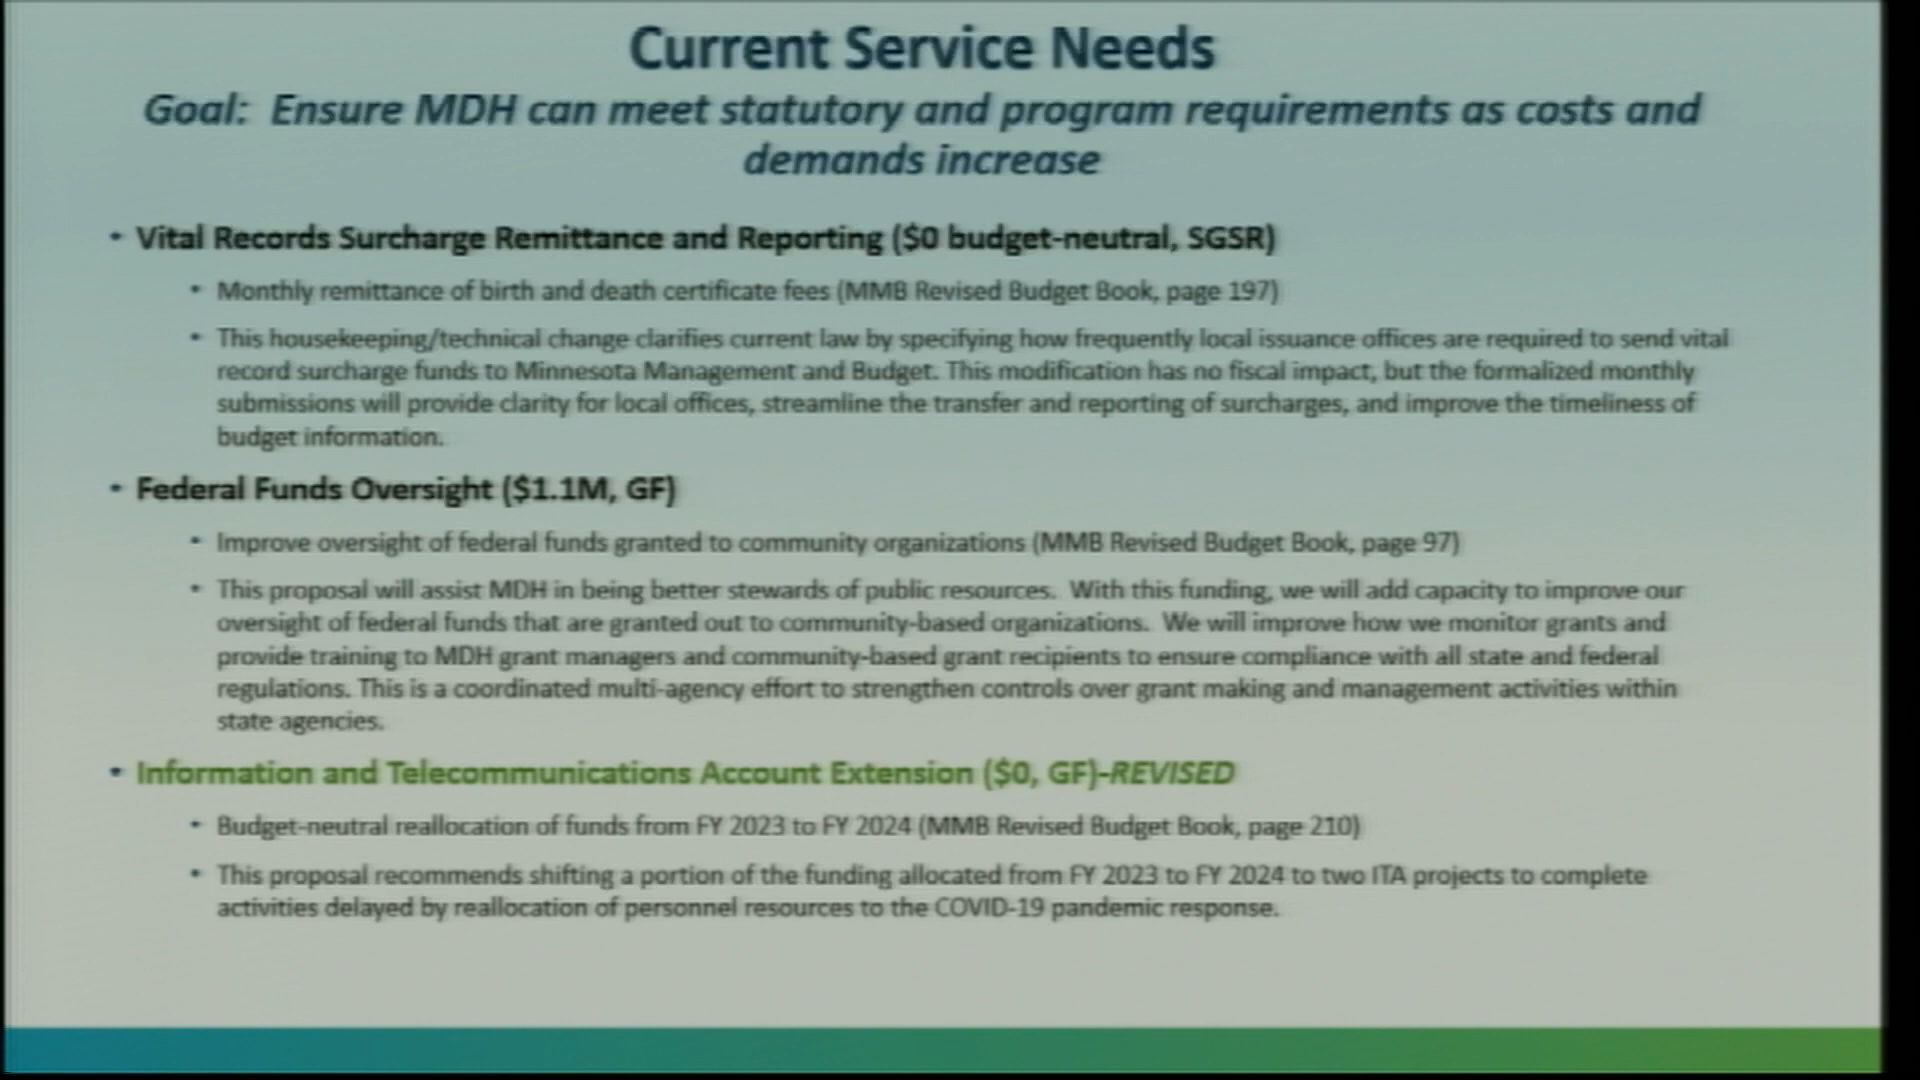 Current Service Needs
Goal:  Ensure MDH can meet statutory and program requirements as costs and
demands increase
• Vital Records Surcharge Remittance and Reporting ($0 budget-neutral, SGSR)
• Monthly remittance of birth and death certificate fees (MMB Revised Budget Book, page 197)
• This housekeeping/technical change clarifies current law by specifying how frequently local issuance offices are required to send vital
record surcharge funds to Minnesota Management and Budget. This modification has no fiscal impact, but the formalized monthly
submissions will provide clarity for local offices, streamline the transfer and reporting of surcharges, and improve the timeliness of
budget information.
• Federal Funds Oversight ($1.1M, GF)
• Improve oversight of federal funds granted to community organizations (MMB Revised Budget Book, page 97)
• This proposal will assist MDH in being better stewards of public resources.  With this funding, we will add capacity to improve our
oversight of federal funds that are granted out to community-based organizations.  We will improve how we monitor grants and
provide training to MDH grant managers and community-based grant recipients to ensure compliance with all state and federal
regulations. This is a coordinated multi-agency effort to strengthen controls over grant making and management activities within
state agencies.
• Information and Telecommunications Account Extension ($0, GF)-REVISED
• Budget-neutral reallocation of funds from FY 2023 to FY 2024 (MMB Revised Budget Book, page 210)
• This proposal recommends shifting a portion of the funding allocated from FY 2023 to FY 2024 to two ITA projects to complete
activities delayed by reallocation of personnel resources to the COVID-19 pandemic response.